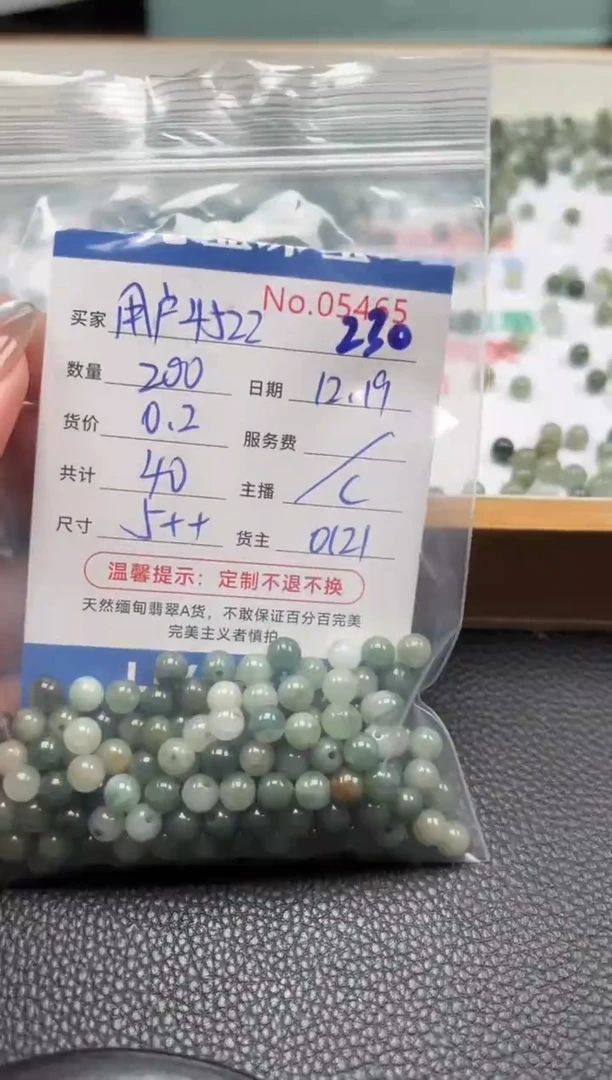 No.05465
买家 用户4522 230
数量 200 日期 12.19
货价 0.2 服务费 /
共计 40 主播 C
尺寸 5++ 货主 0121
温馨提示：定制不退不换
天然缅甸翡翠A货，不敢保证百分百完美
完美主义者慎拍